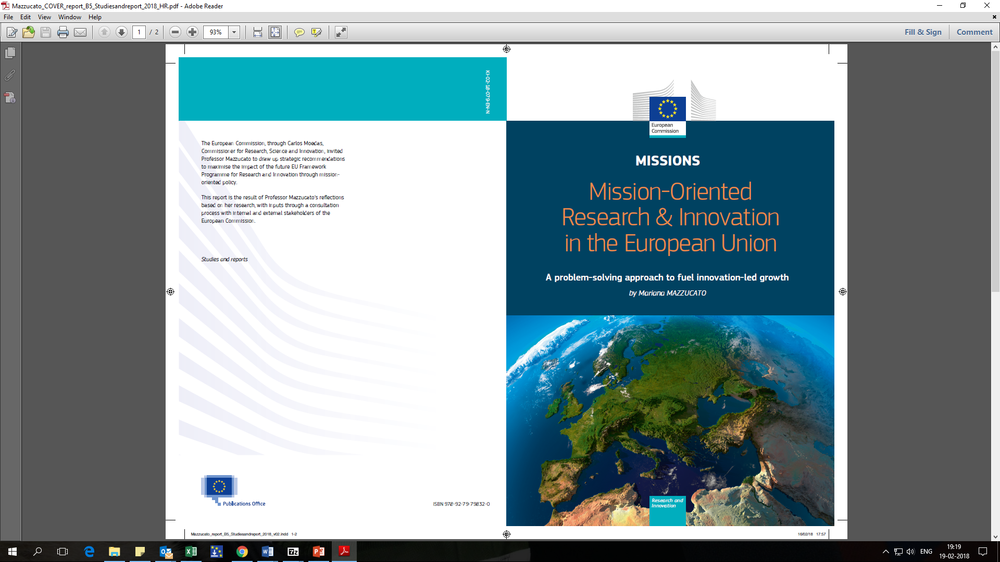 Mazzucato_COVER_report_B5_Studiesandreport_2018_HR.pdf - Adobe Reader
File Edit View Window Help
1 / 2 93% Fill & Sign Comment
KI-02-18-079-EN-N
The European Commission, through Carlos Moedas,
Commissioner for Research, Science and Innovation, invited
Professor Mazzucato to draw up strategic recommendations
to maximise the impact of the future EU Framework
Programme for Research and Innovation through mission-
oriented policy.
This report is the result of Professor Mazzucato's reflections
based on her research, with inputs through a consultation
process with internal and external stakeholders of the
European Commission.
Studies and reports
Publications Office
ISBN 978-92-79-79832-0
European
Commission
MISSIONS
Mission-Oriented
Research & Innovation
in the European Union
A problem-solving approach to fuel innovation-led growth
by Mariana MAZZUCATO
Research and
Innovation
Mazzucato_report_B5_Studiesandreport_2018_v02.indd 1-2
16/02/18 17:57
ENG
19:19
19-02-2018